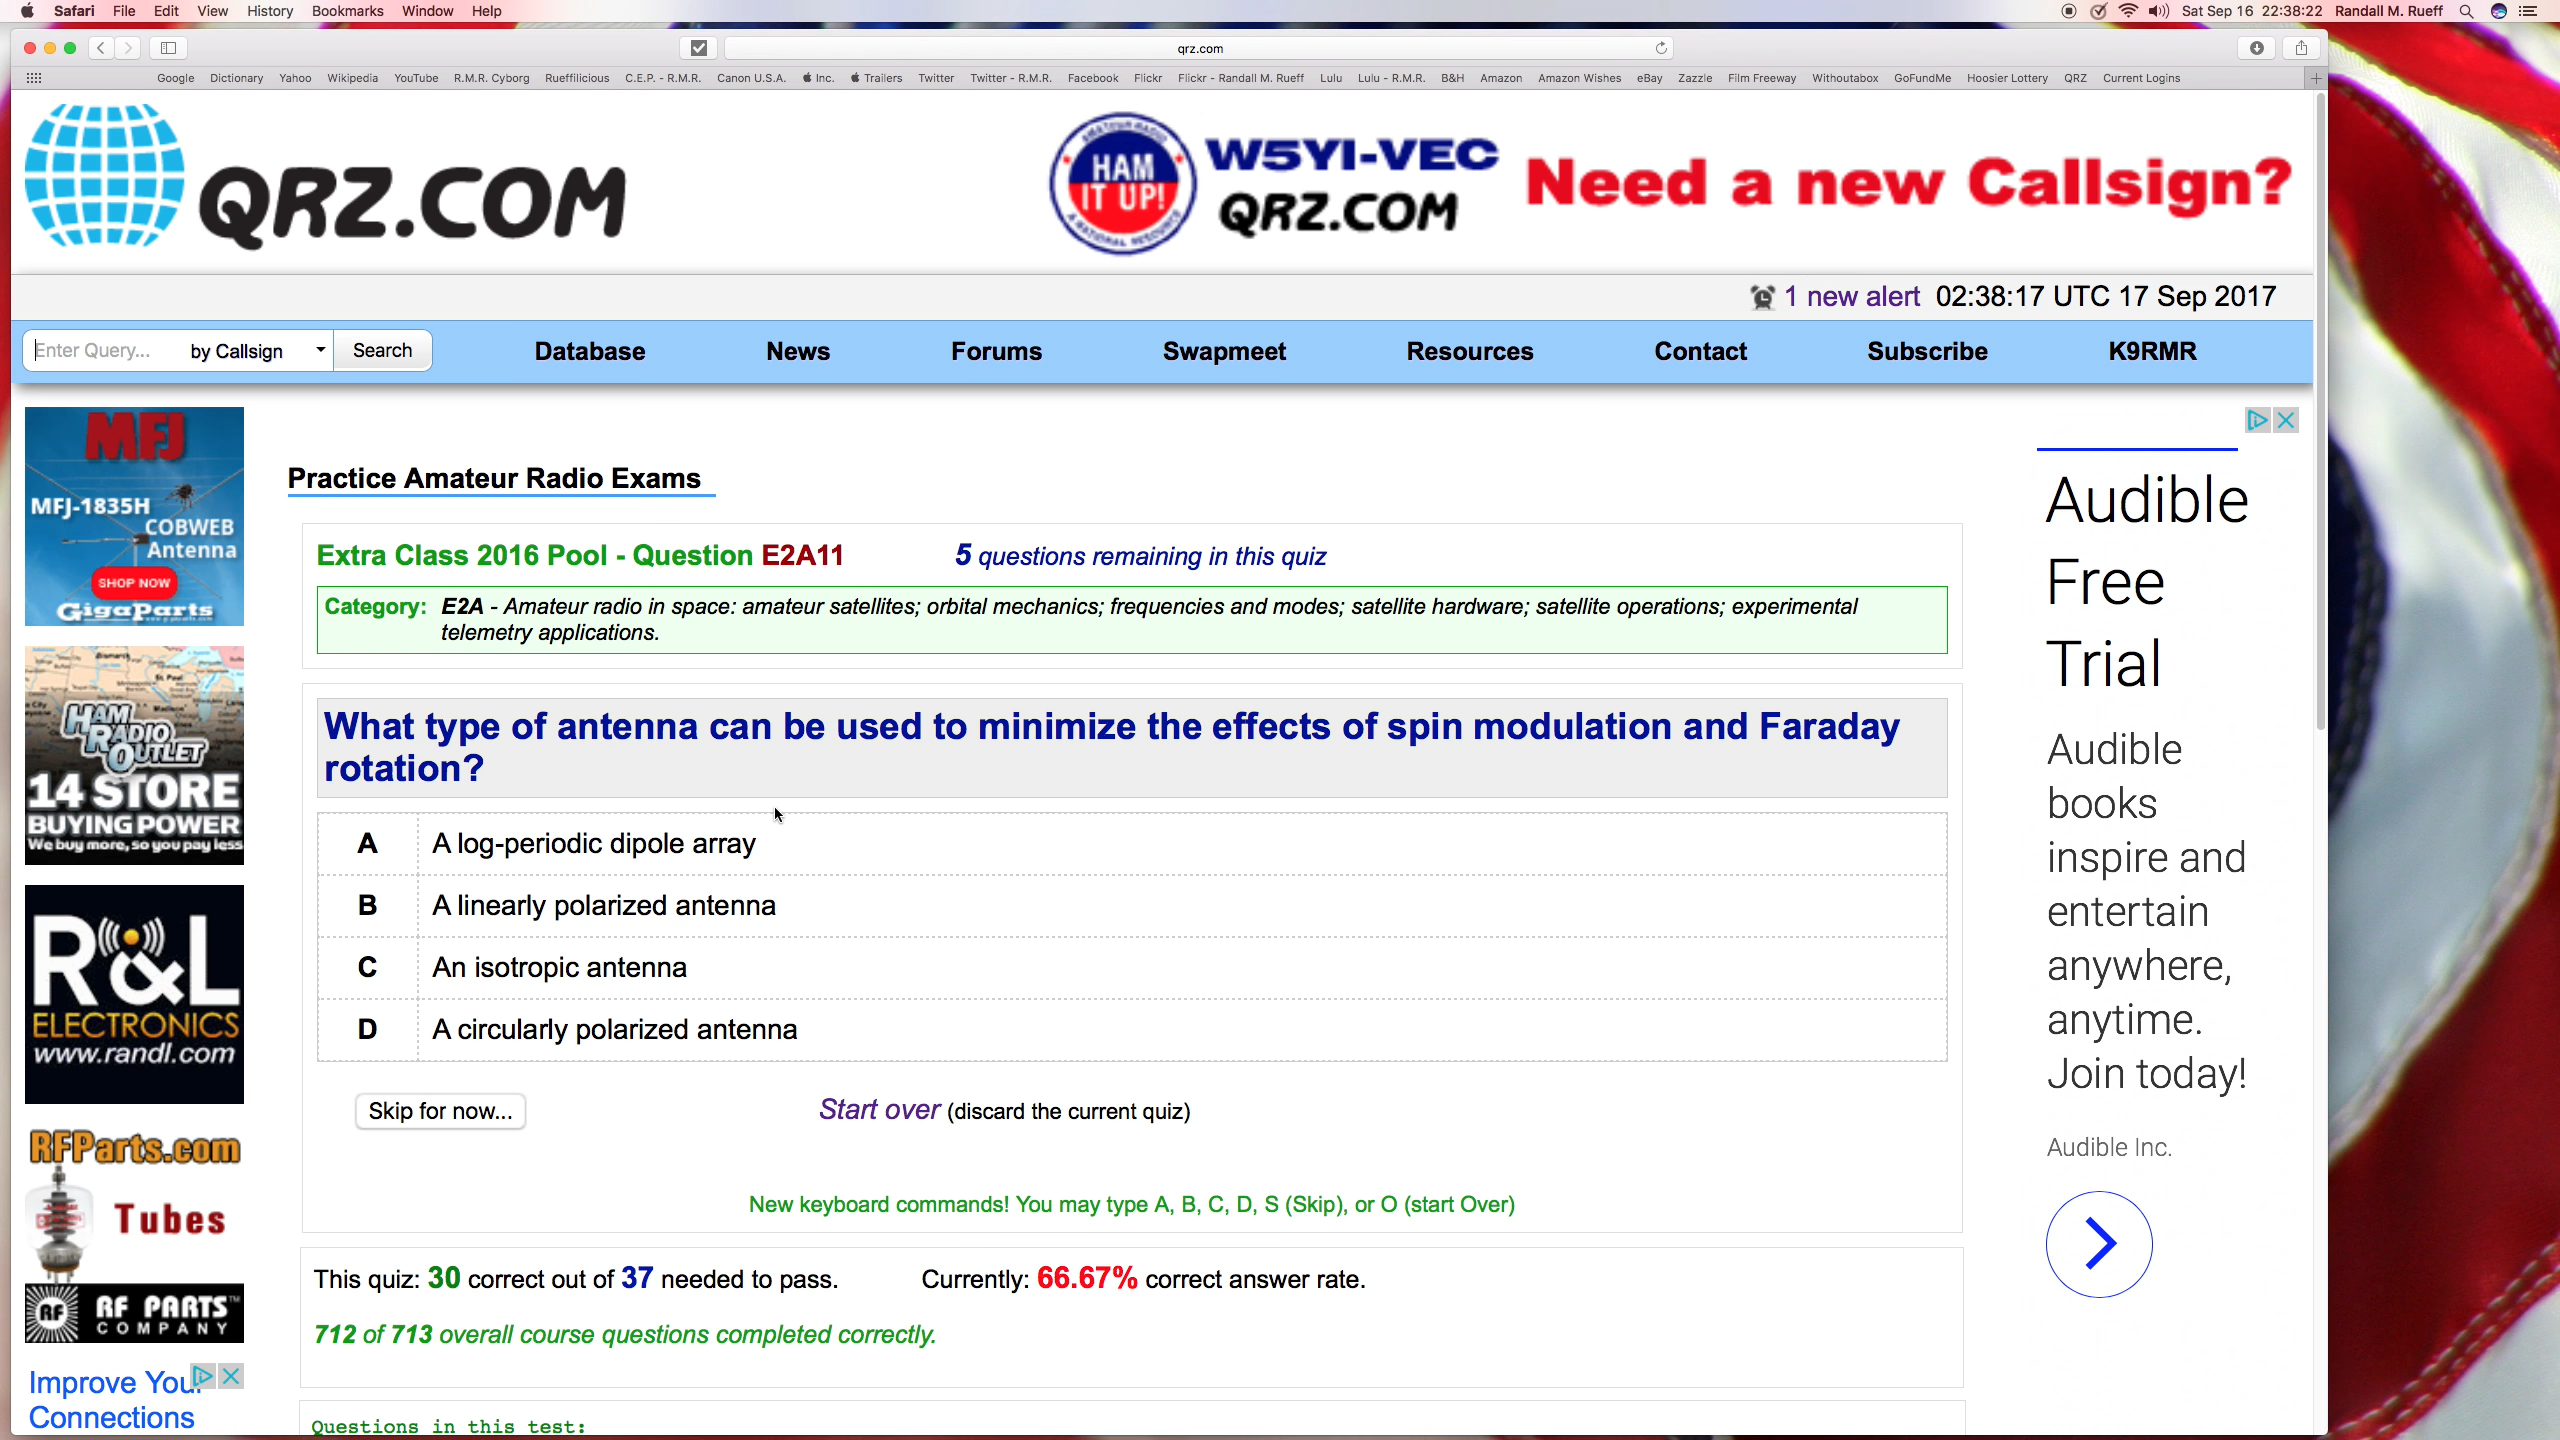 Safari File Edit View History Bookmarks Window Help
Sat Sep 16 22:38:22 Randall M. Rueff
qrz.com
Google Dictionary Yahoo Wikipedia YouTube R.M.R. Cyborg Rueffilicious C.E.P. - R.M.R. Canon U.S.A. Inc. Trailers Twitter Twitter - R.M.R. Facebook Flickr Flickr - Randall M. Rueff Lulu Lulu - R.M.R. B&H Amazon Amazon Wishes eBay Zazzle Film Freeway Withoutabox GoFundMe Hoosier Lottery QRZ Current Logins
QRZ.COM
AMATEUR RADIO
HAM
IT UP!
A NATIONAL RESOURCE
W5YI-VEC
QRZ.COM
Need a new Callsign?
1 new alert 02:38:17 UTC 17 Sep 2017
Enter Query... by Callsign Search Database News Forums Swapmeet Resources Contact Subscribe K9RMR
MFJ
MFJ-1835H
COBWEB
Antenna
SHOP NOW
GigaParts
HAM
RADIO
OUTLET
14 STORE
BUYING POWER
We buy more, so you pay less
R&L
ELECTRONICS
www.randl.com
RFParts.com
Tubes
RF
RF PARTS™
COMPANY
Improve Your
Connections
Practice Amateur Radio Exams
Extra Class 2016 Pool - Question E2A11 5 questions remaining in this quiz
Category: E2A - Amateur radio in space: amateur satellites; orbital mechanics; frequencies and modes; satellite hardware; satellite operations; experimental
telemetry applications.
What type of antenna can be used to minimize the effects of spin modulation and Faraday
rotation?
A A log-periodic dipole array
B A linearly polarized antenna
C An isotropic antenna
D A circularly polarized antenna
Skip for now... Start over (discard the current quiz)
New keyboard commands! You may type A, B, C, D, S (Skip), or O (start Over)
This quiz: 30 correct out of 37 needed to pass. Currently: 66.67% correct answer rate.
712 of 713 overall course questions completed correctly.
Questions in this test:
Audible
Free
Trial
Audible
books
inspire and
entertain
anywhere,
anytime.
Join today!
Audible Inc.